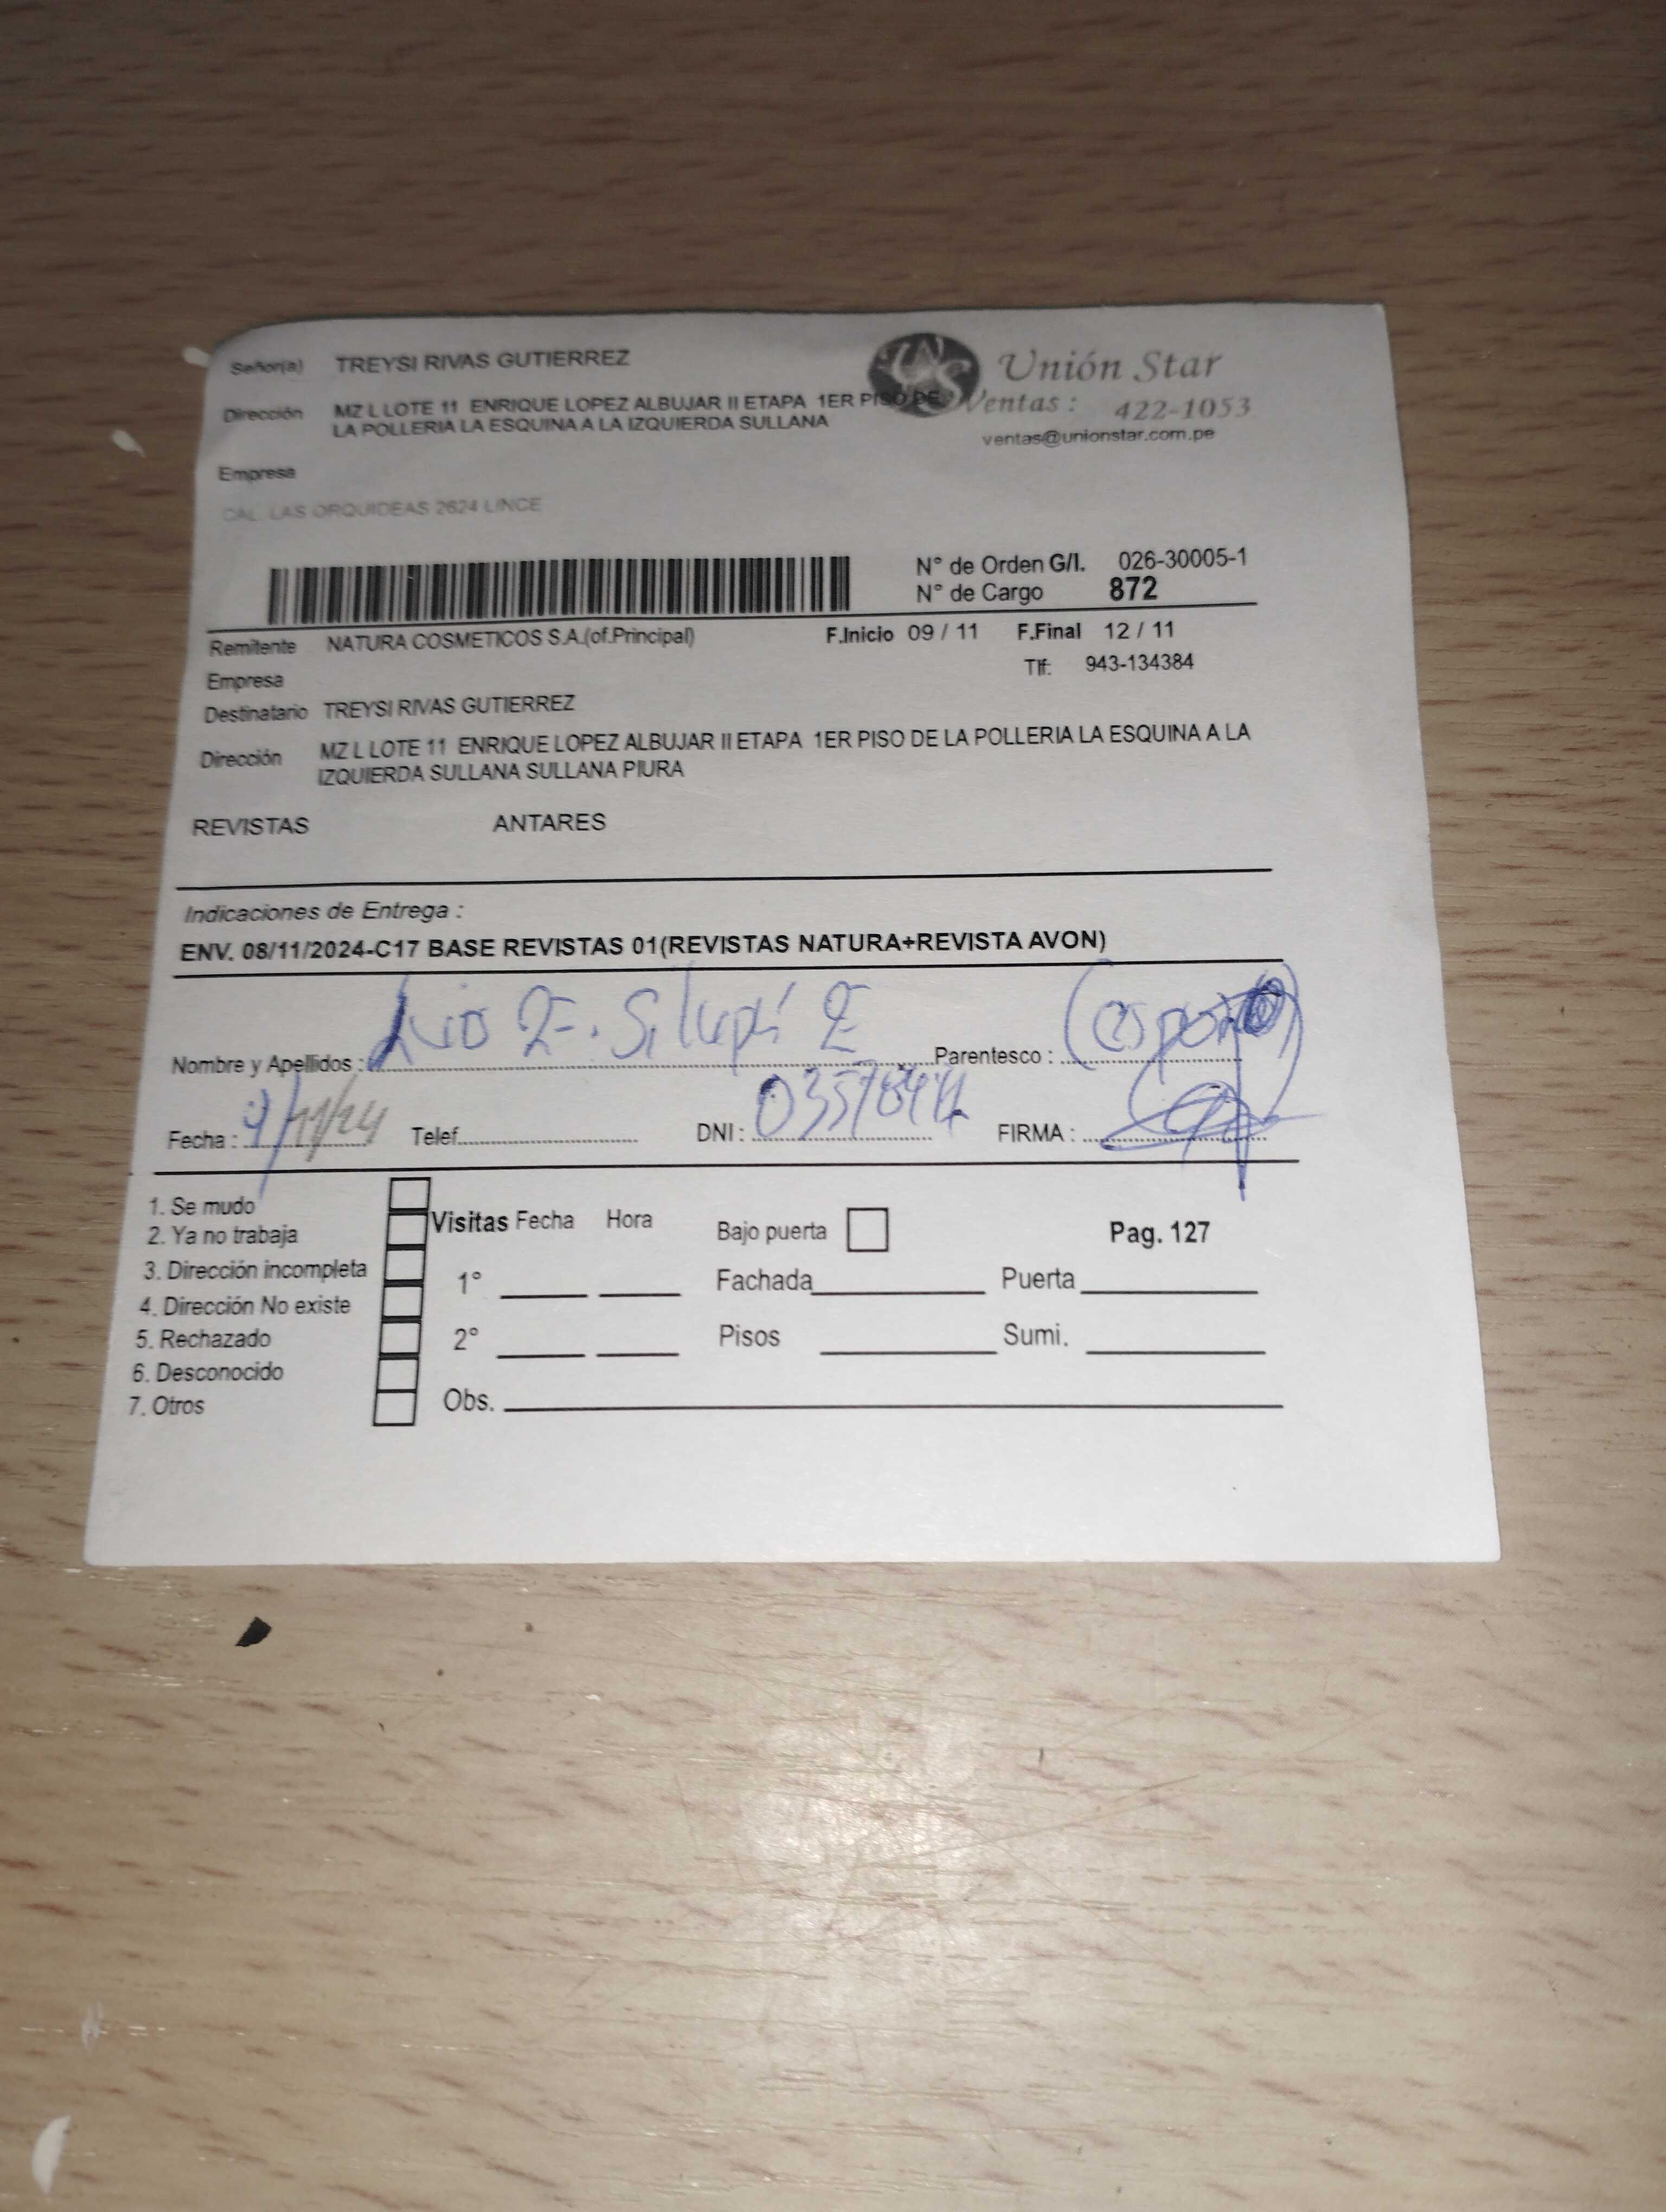 Señor(a) TREYSI RIVAS GUTIERREZ
Unión Star
Dirección MZ L LOTE 11 ENRIQUE LOPEZ ALBUJAR II ETAPA 1ER PISO DE
LA POLLERIA LA ESQUINA A LA IZQUIERDA SULLANA
Ventas : 422-1053
ventas@unionstar.com.pe
Empresa
CAL. LAS ORQUIDEAS 2624 LINCE
N° de Orden G/I. 026-30005-1
N° de Cargo 872
Remitente NATURA COSMETICOS S.A.(of.Principal) F.Inicio 09 / 11 F.Final 12 / 11
Empresa Tlf: 943-134384
Destinatario TREYSI RIVAS GUTIERREZ
Dirección MZ L LOTE 11 ENRIQUE LOPEZ ALBUJAR II ETAPA 1ER PISO DE LA POLLERIA LA ESQUINA A LA
IZQUIERDA SULLANA SULLANA PIURA
REVISTAS ANTARES
Indicaciones de Entrega :
ENV. 08/11/2024-C17 BASE REVISTAS 01(REVISTAS NATURA+REVISTA AVON)
Nombre y Apellidos : Parentesco : (esposo)
Fecha : 9/11/24 Telef. DNI : FIRMA :
1. Se mudo
2. Ya no trabaja
3. Dirección incompleta
4. Dirección No existe
5. Rechazado
6. Desconocido
7. Otros
Visitas Fecha Hora Bajo puerta Pag. 127
1° Fachada Puerta
2° Pisos Sumi.
Obs.